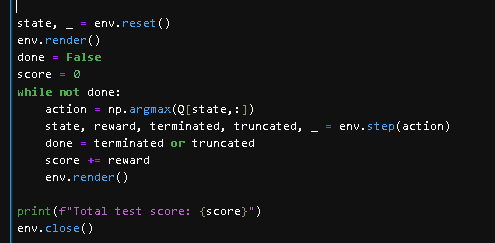 state, _ = env.reset()
env.render()
done = False
score = 0
while not done:
    action = np.argmax(Q[state,:])
    state, reward, terminated, truncated, _ = env.step(action)
    done = terminated or truncated
    score += reward
    env.render()

print(f"Total test score: {score}")
env.close()